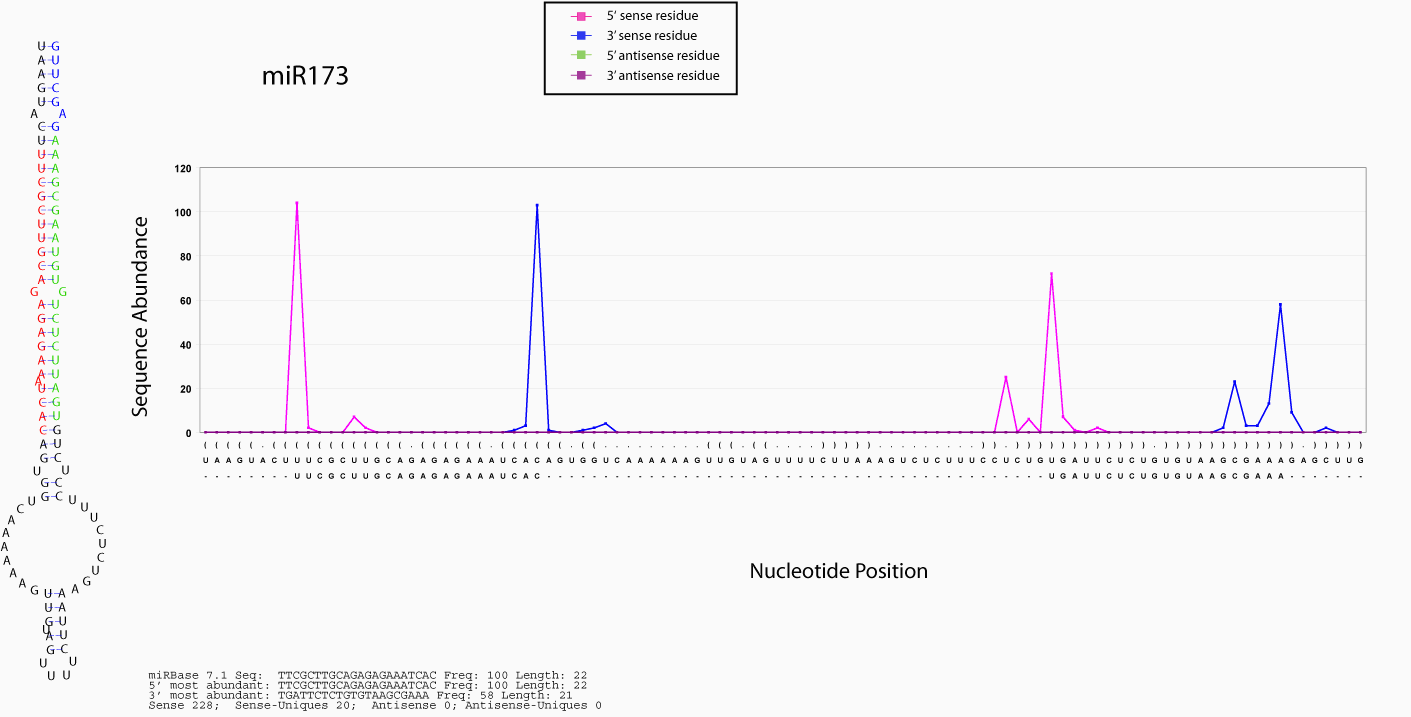 miR173
5’ sense residue
3’ sense residue
5’ antisense residue
3’ antisense residue
Sequence Abundance
120
100
80
60
40
20
0
U A A G U A C U U U C G C U U G C A G A G A G A A A U C A C A G U G G U C A A A A A A G U U G U A G U U U U C U U A A A G U C U C U U U C C U C U G U G A U U C U C U G U G U A A G C G A A A G A G C U U G
U U C G C U U G C A G A G A G A A A U C A C U G A U U C U C U G U G U A A G C G A A A
Nucleotide Position
miRBase 7.1 Seq: TTCGCTTGCAGAGAGAAATCAC Freq: 100 Length: 22
5’ most abundant: TTCGCTTGCAGAGAGAAATCAC Freq: 100 Length: 22
3’ most abundant: TGATTCTCTGTGTAAGCGAAA Freq: 58 Length: 21
Sense 228; Sense-Uniques 20; Antisense 0; Antisense-Uniques 0